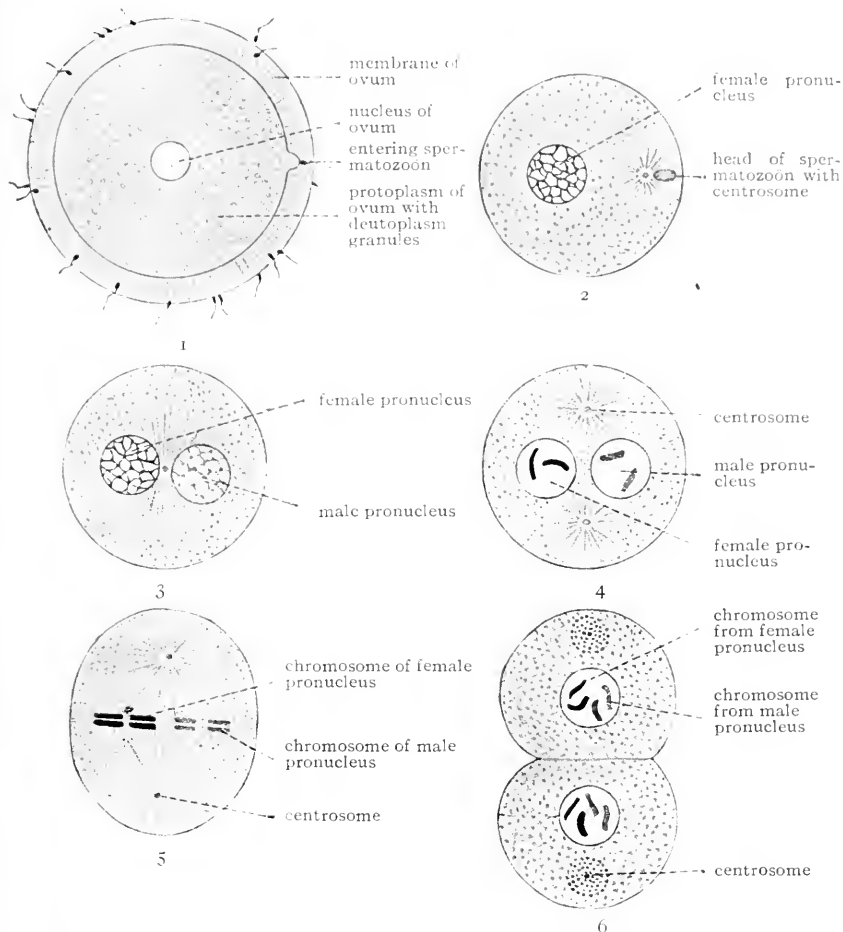 membrane of
ovum
nucleus of
ovum
entering sper-
matozoön
protoplasm of
ovum with
deutoplasm
granules
1
female pronu-
cleus
head of sper-
matozoön with
centrosome
2
female pronucleus
male pronucleus
3
centrosome
male pronu-
cleus
female pro-
nucleus
4
chromosome of female
pronucleus
chromosome of male
pronucleus
centrosome
5
chromosome
from female
pronucleus
chromosome
from male
pronucleus
centrosome
6